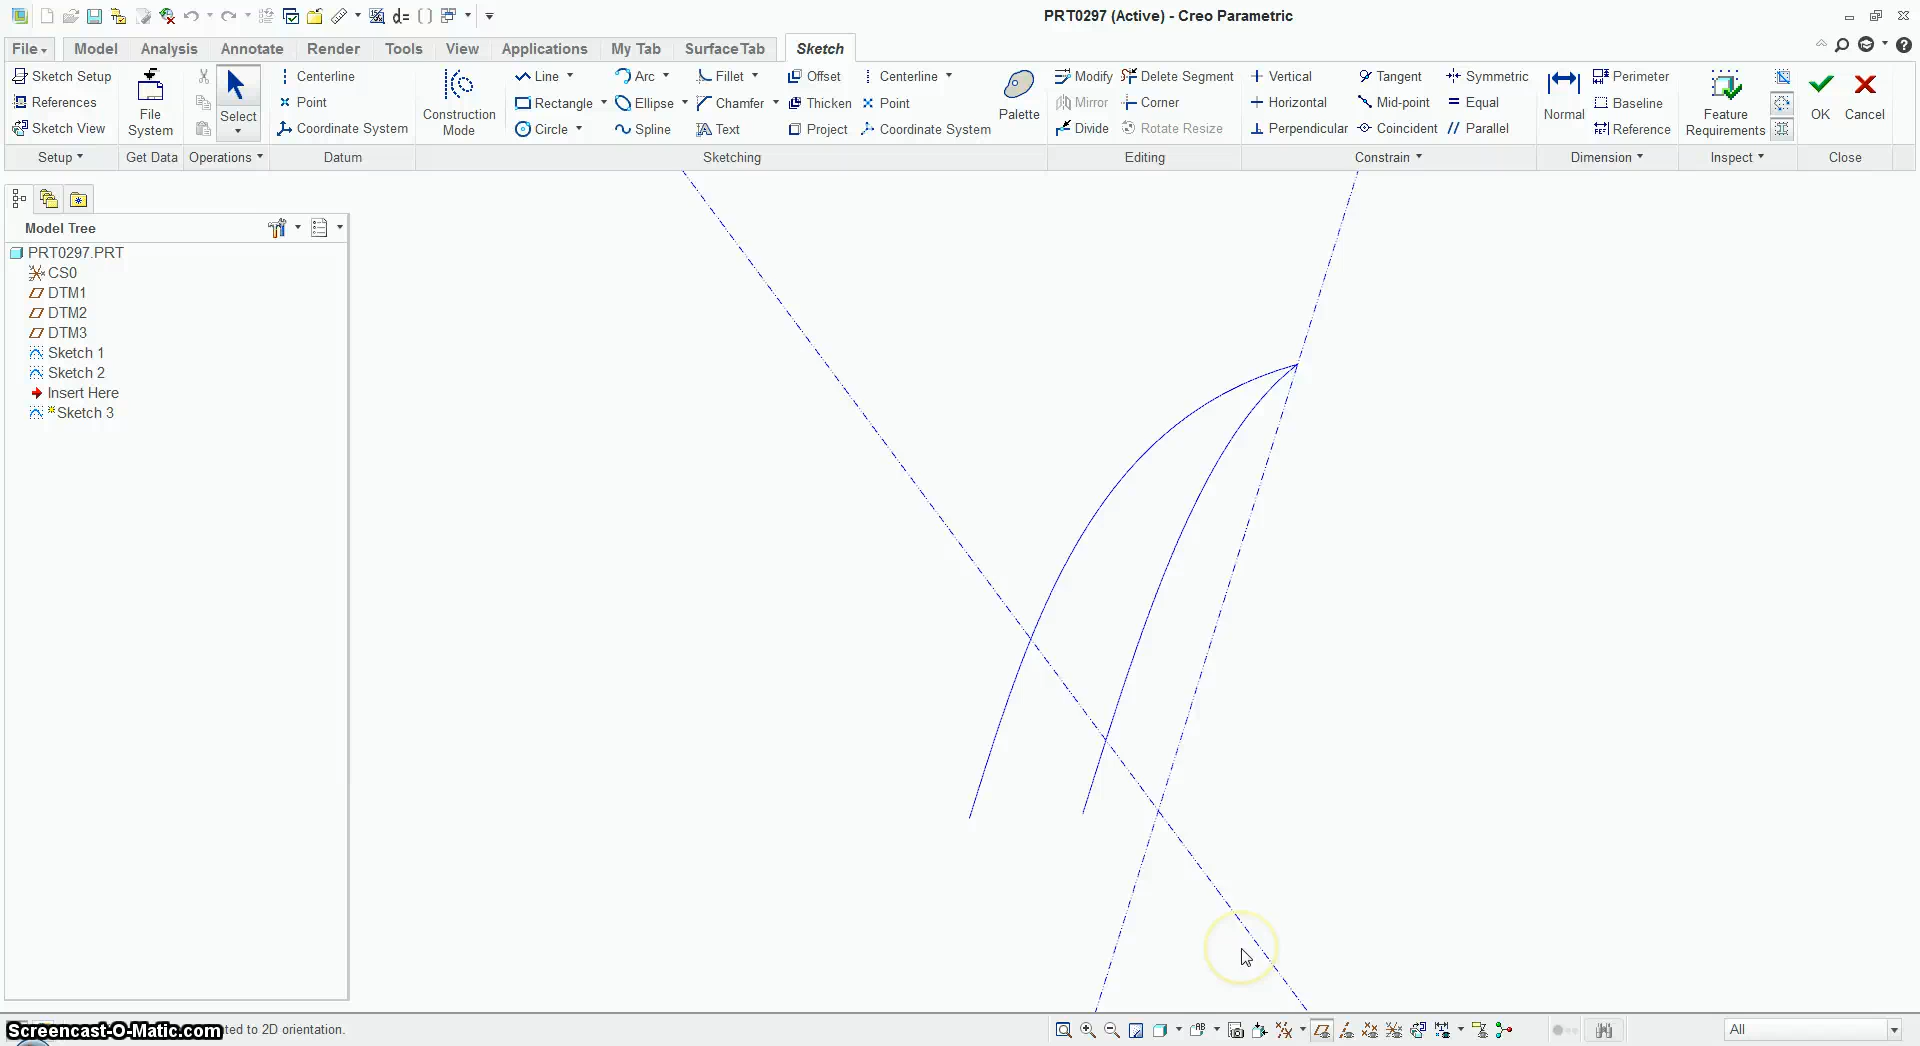 PRT0297 (Active) - Creo Parametric
File Model Analysis Annotate Render Tools View Applications My Tab SurfaceTab Sketch
Sketch Setup
References
Sketch View
Setup
File System
Get Data
Select
Operations
Centerline
Point
Coordinate System
Datum
Construction Mode
Line Arc Fillet Offset Centerline
Rectangle Ellipse Chamfer Thicken Point
Circle Spline Text Project Coordinate System
Palette
Sketching
Modify Delete Segment
Mirror Corner
Divide Rotate Resize
Editing
Vertical Tangent Symmetric
Horizontal Mid-point Equal
Perpendicular Coincident Parallel
Constrain
Normal
Perimeter
Baseline
Reference
Dimension
Feature Requirements
Inspect
OK Cancel
Close
Model Tree
PRT0297.PRT
CS0
DTM1
DTM2
DTM3
Sketch 1
Sketch 2
Insert Here
Sketch 3
Screencast-O-Matic.com
ted to 2D orientation.
All